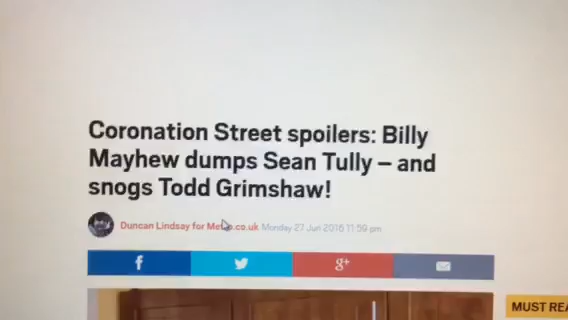 Coronation Street spoilers: Billy
Mayhew dumps Sean Tully – and
snogs Todd Grimshaw!
Duncan Lindsay for Metro.co.uk Monday 27 Jun 2016 11:59 pm
f
g+
MUST REA